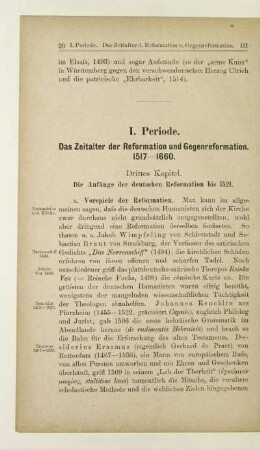 20 I. Periode. Das Zeitalter d. Reformation u. Gegenreformation. III
im Elsaß, 1493) und sogar Aufstände (so der „arme Kunz"
in Württemberg gegen den verschwenderischen Herzog Ulrich
und die patricische „Ehrbarkeit", 1514).
I. Periode.
Das Zeitalter der Reformation und Gegenreformation.
1517—1660.
Drittes Kapitel.
Die Anfänge der deutschen Reformation bis 1521.
a. Vorspiele der Reformation. Man kann im allge-
meinen sagen, daß die deutschen Humanisten sich der Kirche
zwar durchaus nicht grundsätzlich entgegenstellten, wohl
aber dringend eine Reformation derselben forderten. So
thaten u. a. Jakob Wimpfeling von Schlettstadt und Se-
bastian Brant von Straßburg, der Verfasser des satirischen
Gedichts „Das Narrenschiff" (1494); die kirchlichen Schäden
erfuhren von ihnen offenen und scharfen Tadel. Noch
entschiedener griff das plattdeutsche satirische Tierepos Reinke
Vos (= Reineke Fuchs, 1498) die römische Kurie an. Die
größeren der deutschen Humanisten waren eifrig bemüht,
wenigstens der mangelnden wissenschaftlichen Tüchtigkeit
der Theologen abzuhelfen. Johannes Reuchlin aus
Pforzheim (1455—1522, gräcisiert Capnio), zugleich Philolog
und Jurist, gab 1506 die erste hebräische Grammatik im
Abendlande heraus (de rudimentis Hebraicis) und brach so
die Bahn für die Erforschung des alten Testaments, De-
siderius Erasmus (eigentlich Gerhard de Praet) von
Rotterdam (1467—1536), ein Mann von europäischem Rufe,
von allen Fürsten umworben und mit Ehren und Geschenken
überhäuft, griff 1509 in seinem „Lob der Thorheit" (ἐγκώμιον
μωρίας, stultitiae laus) temperamentvoll die Mönche, die veraltete
scholastische Methode und die weltlichen Zielen hingegebenen